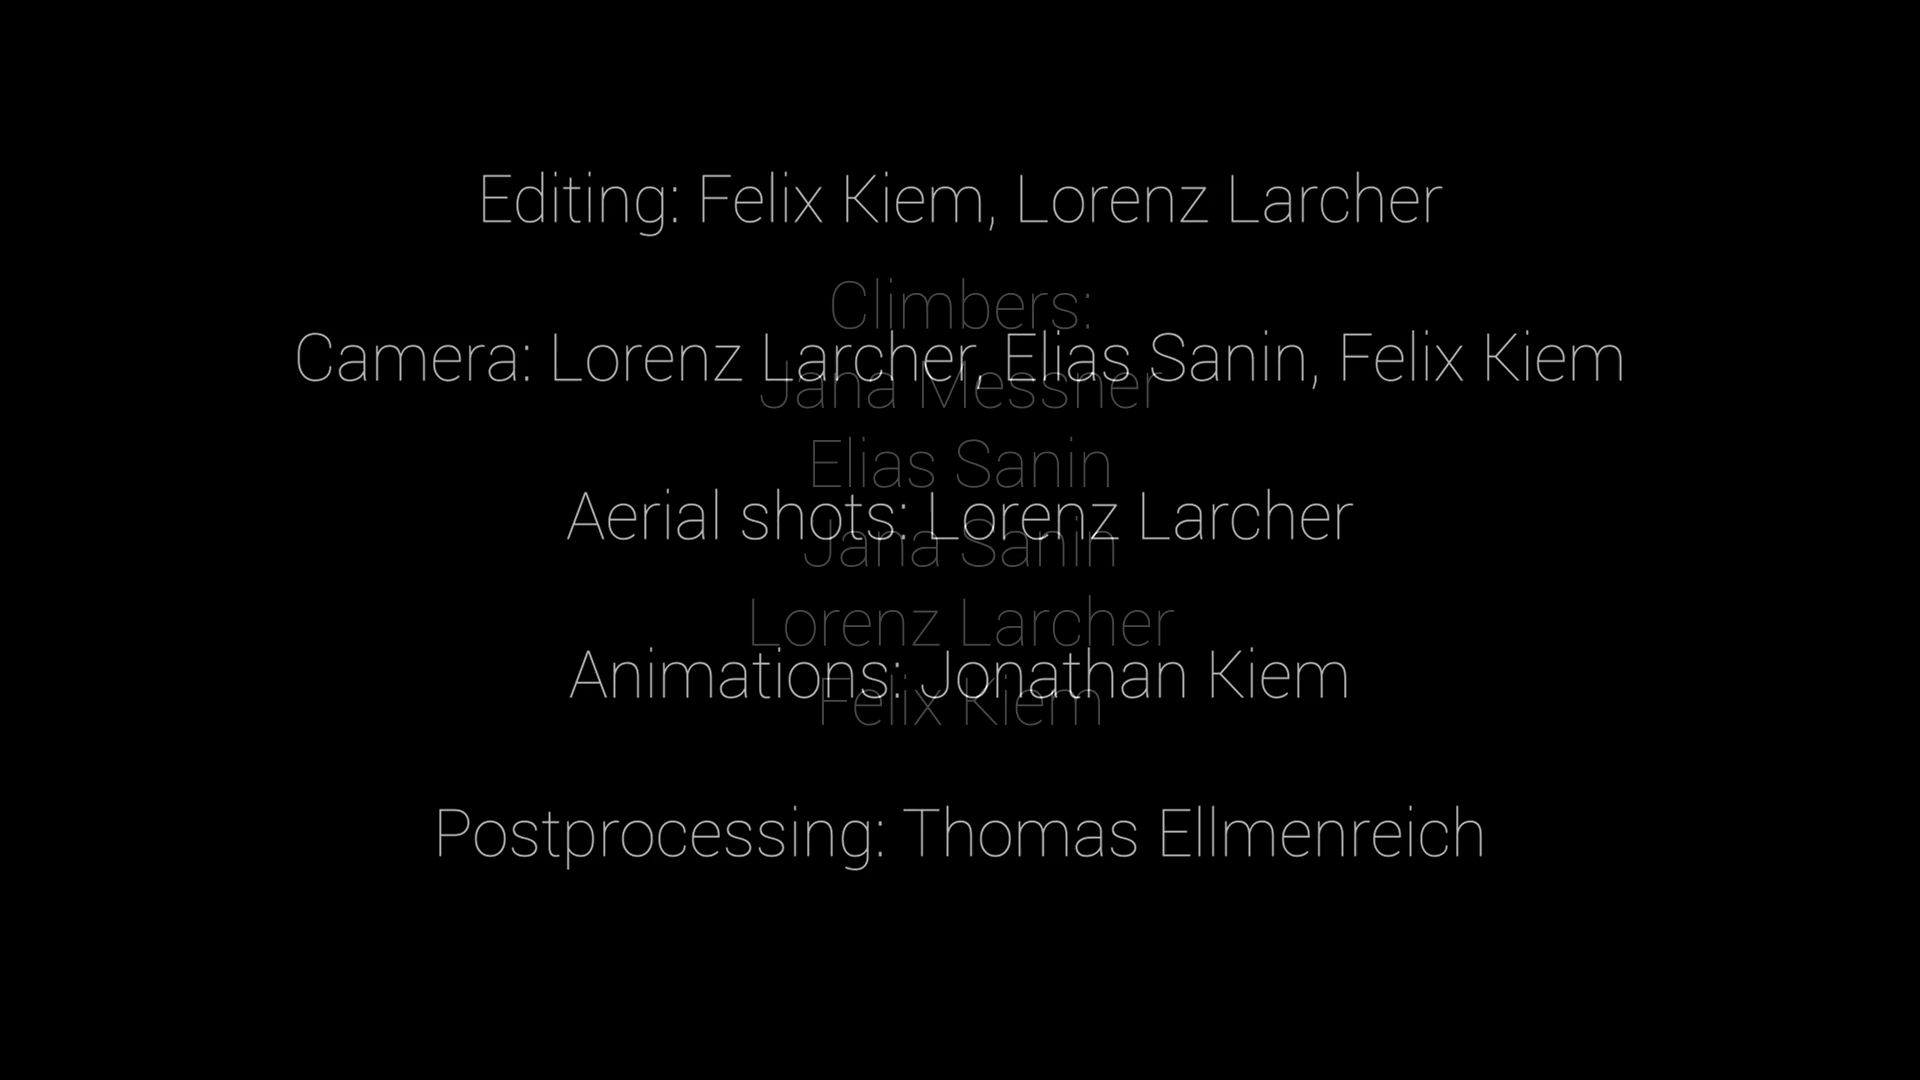 Editing: Felix Kiem, Lorenz Larcher
Climbers:
Camera: Lorenz Larcher, Elias Sanin, Felix Kiem
Jana Messner
Elias Sanin
Aerial shots: Lorenz Larcher
Jana Sanin
Lorenz Larcher
Animations: Jonathan Kiem
Felix Kiem
Postprocessing: Thomas Ellmenreich